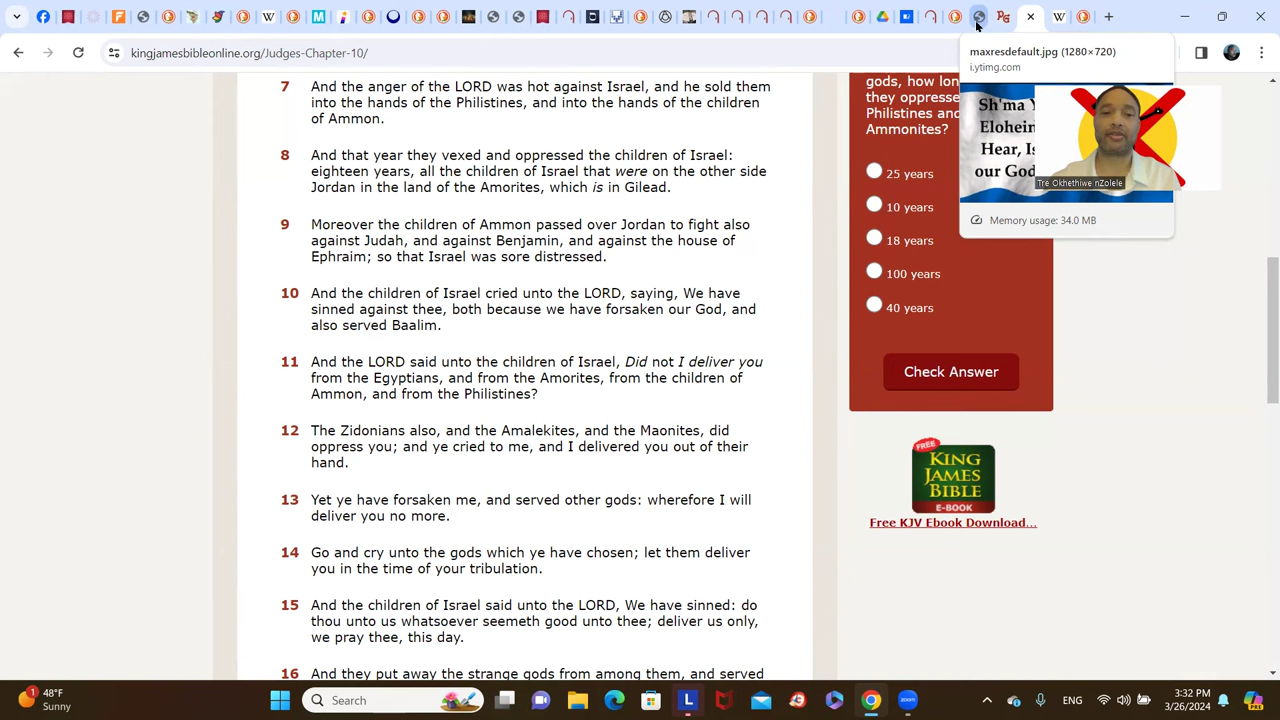 kingjamesbibleonline.org/Judges-Chapter-10/
maxresdefault.jpg (1280×720)
i.ytimg.com
Sh'ma
Eloheir
Hear, Is
our God
Tre Okhethiwe nZolele
Memory usage: 34.0 MB
7 And the anger of the LORD was hot against Israel, and he sold them
into the hands of the Philistines, and into the hands of the children
of Ammon.
8 And that year they vexed and oppressed the children of Israel:
eighteen years, all the children of Israel that were on the other side
Jordan in the land of the Amorites, which is in Gilead.
9 Moreover the children of Ammon passed over Jordan to fight also
against Judah, and against Benjamin, and against the house of
Ephraim; so that Israel was sore distressed.
10 And the children of Israel cried unto the LORD, saying, We have
sinned against thee, both because we have forsaken our God, and
also served Baalim.
11 And the LORD said unto the children of Israel, Did not I deliver you
from the Egyptians, and from the Amorites, from the children of
Ammon, and from the Philistines?
12 The Zidonians also, and the Amalekites, and the Maonites, did
oppress you; and ye cried to me, and I delivered you out of their
hand.
13 Yet ye have forsaken me, and served other gods: wherefore I will
deliver you no more.
14 Go and cry unto the gods which ye have chosen; let them deliver
you in the time of your tribulation.
15 And the children of Israel said unto the LORD, We have sinned: do
thou unto us whatsoever seemeth good unto thee; deliver us only,
we pray thee, this day.
16 And they put away the strange gods from among them, and served
gods, how lon
they oppresse
Philistines and
Ammonites?
25 years
10 years
18 years
100 years
40 years
Check Answer
FREE
KING
JAMES
BIBLE
E-BOOK
Free KJV Ebook Download...
1
48°F
Sunny
Search
ENG
3:32 PM
3/26/2024